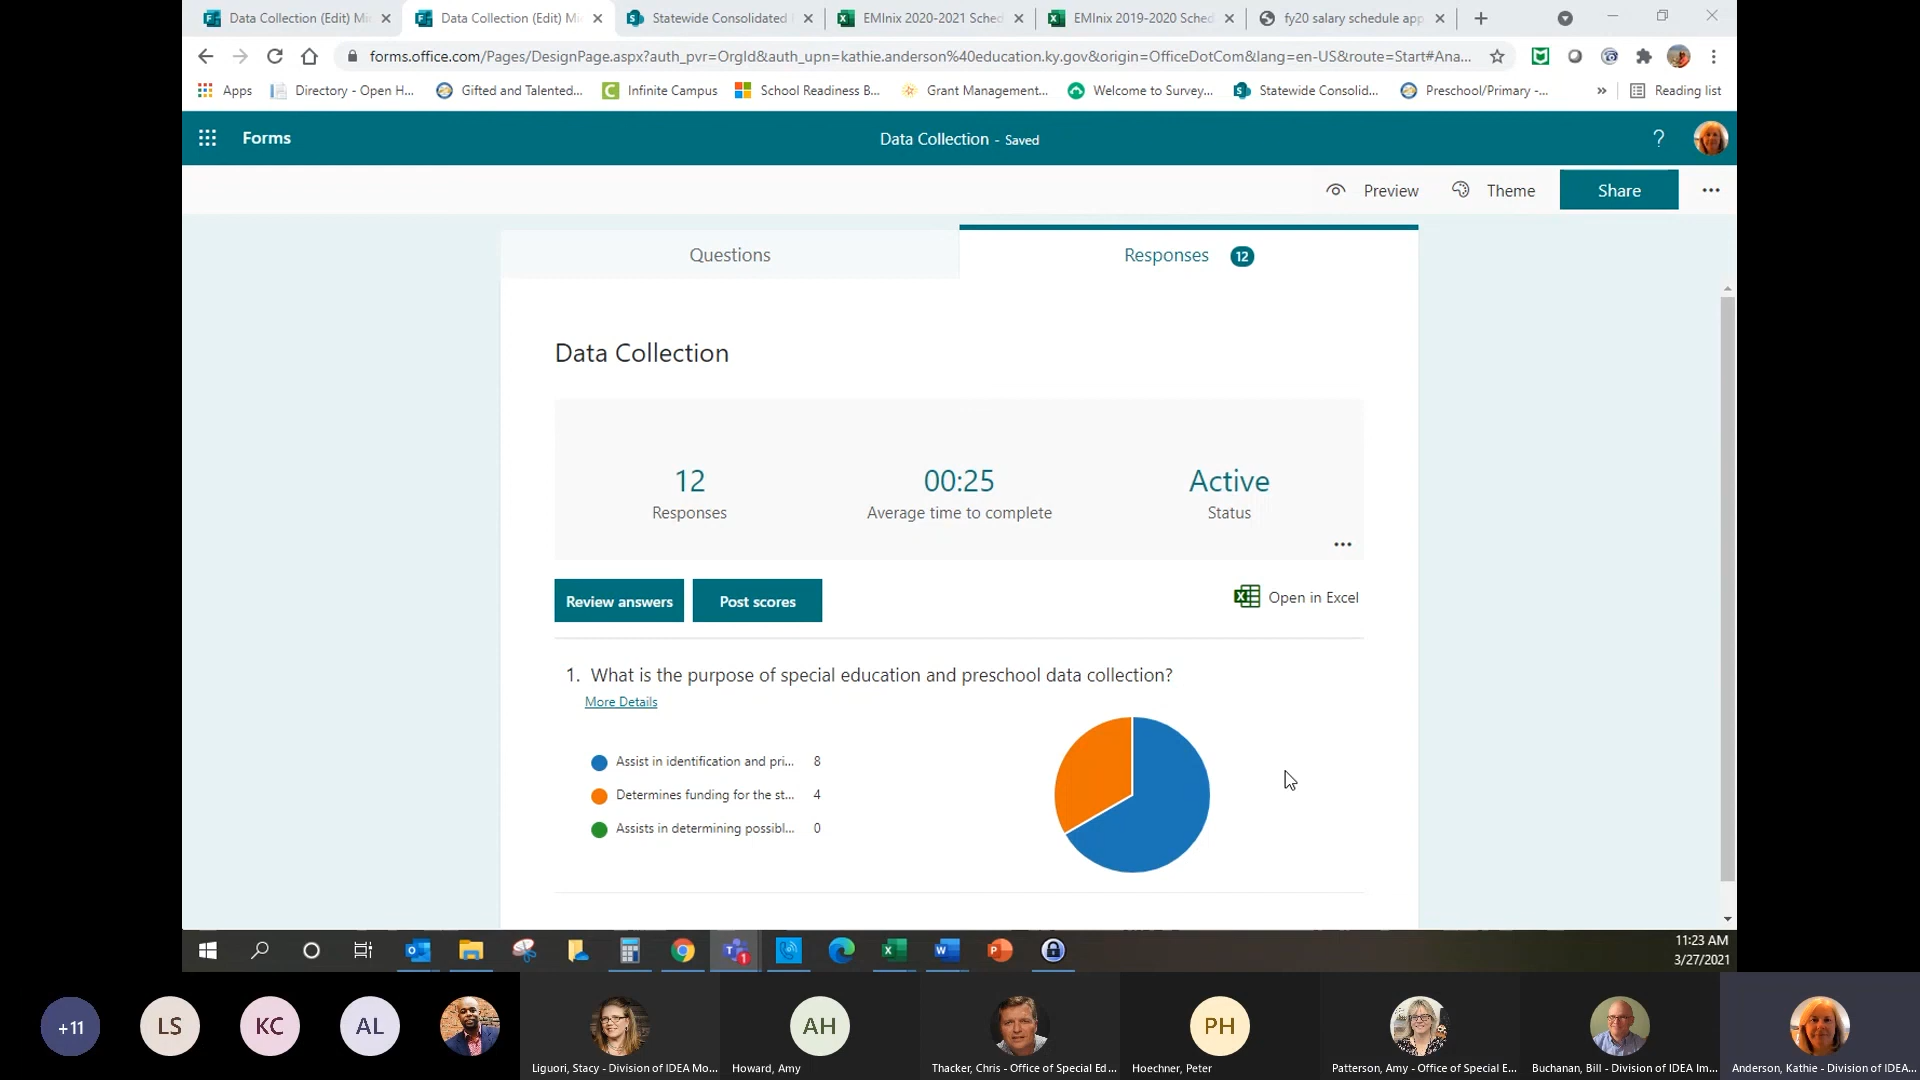 Data Collection (Edit) Mi
Data Collection (Edit) Mi
Statewide Consolidated
EMInix 2020-2021 Sched
EMInix 2019-2020 Sched
fy20 salary schedule app
forms.office.com/Pages/DesignPage.aspx?auth_pvr=OrgId&auth_upn=kathie.anderson%40education.ky.gov&origin=OfficeDotCom&lang=en-US&route=Start#Ana...
Apps
Directory - Open H...
Gifted and Talented...
Infinite Campus
School Readiness B...
Grant Management...
Welcome to Survey...
Statewide Consolid...
Preschool/Primary -...
»
Reading list
Forms
Data Collection - Saved
?
Preview
Theme
Share
Questions
Responses 12
Data Collection
12
Responses
00:25
Average time to complete
Active
Status
Review answers
Post scores
Open in Excel
1. What is the purpose of special education and preschool data collection?
More Details
Assist in identification and pri... 8
Determines funding for the st... 4
Assists in determining possibl... 0
11:23 AM
3/27/2021
+11
LS
KC
AL
AH
PH
Liguori, Stacy - Division of IDEA Mo...
Howard, Amy
Thacker, Chris - Office of Special Ed...
Hoechner, Peter
Patterson, Amy - Office of Special E...
Buchanan, Bill - Division of IDEA Im...
Anderson, Kathie - Division of IDEA...